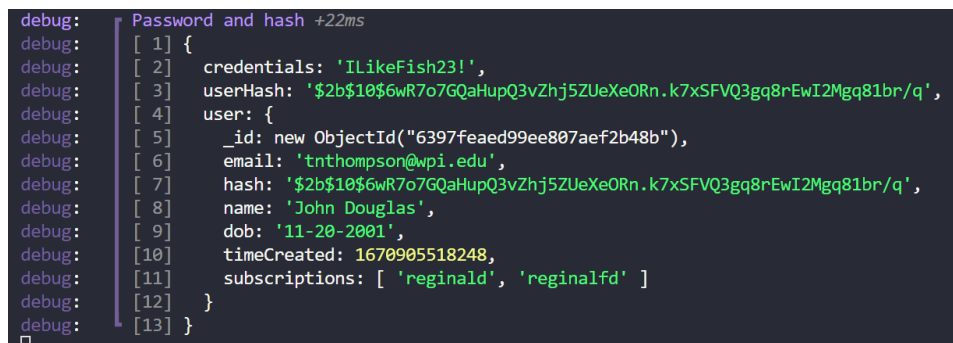 debug: Password and hash +22ms
debug: [ 1] {
debug: [ 2] credentials: 'ILikeFish23!',
debug: [ 3] userHash: '$2b$10$6wR7o7GQaHupQ3vZhj5ZUeXeORn.k7xSFVQ3gq8rEwI2Mgq81br/q',
debug: [ 4] user: {
debug: [ 5] _id: new ObjectId("6397feaed99ee807aef2b48b"),
debug: [ 6] email: 'tnthompson@wpi.edu',
debug: [ 7] hash: '$2b$10$6wR7o7GQaHupQ3vZhj5ZUeXeORn.k7xSFVQ3gq8rEwI2Mgq81br/q',
debug: [ 8] name: 'John Douglas',
debug: [ 9] dob: '11-20-2001',
debug: [10] timeCreated: 1670905518248,
debug: [11] subscriptions: [ 'reginald', 'reginalfd' ]
debug: [12] }
debug: [13] }